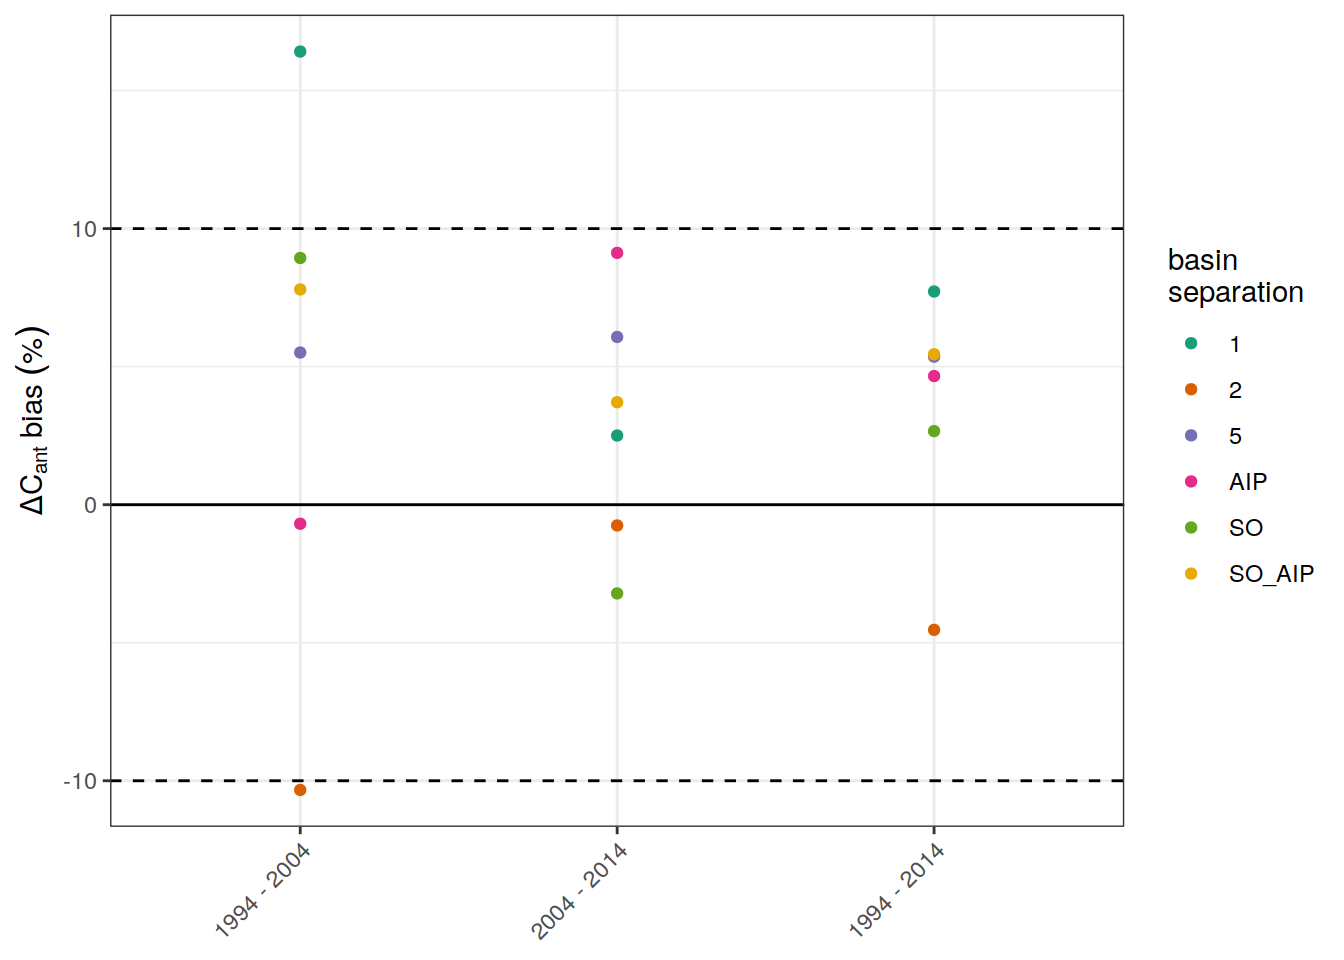 ΔCant bias (%)
10
0
-10
1994 - 2004
2004 - 2014
1994 - 2014
basin
separation
1
2
5
AIP
SO
SO_AIP